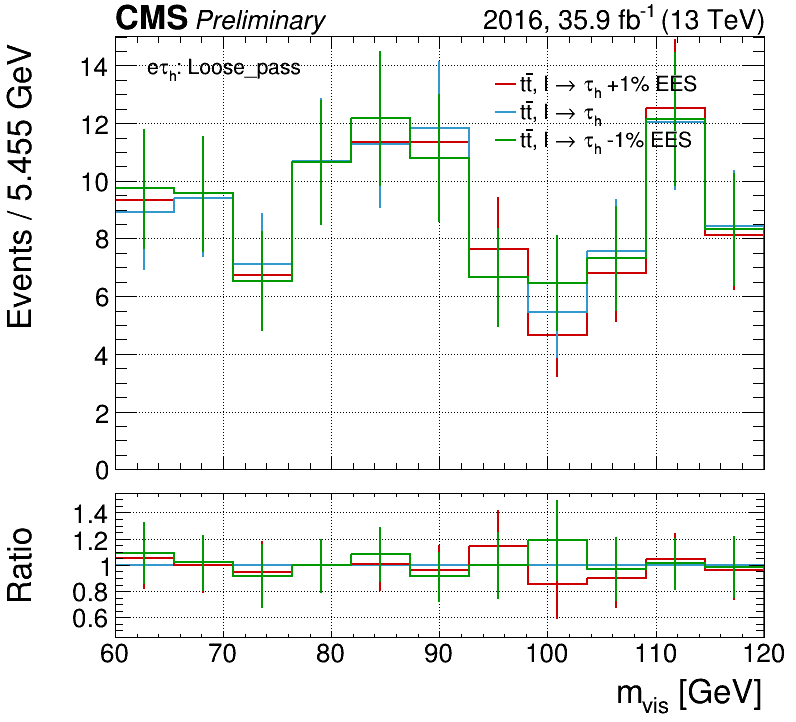 CMS Preliminary 2016, 35.9 fb⁻¹ (13 TeV)
eτₕ: Loose_pass
tt̄, l → τₕ +1% EES
tt̄, l → τₕ
tt̄, l → τₕ -1% EES
Events / 5.455 GeV
14
12
10
8
6
4
2
0
Ratio
1.4
1.2
1
0.8
0.6
60 70 80 90 100 110 120
m_vis [GeV]